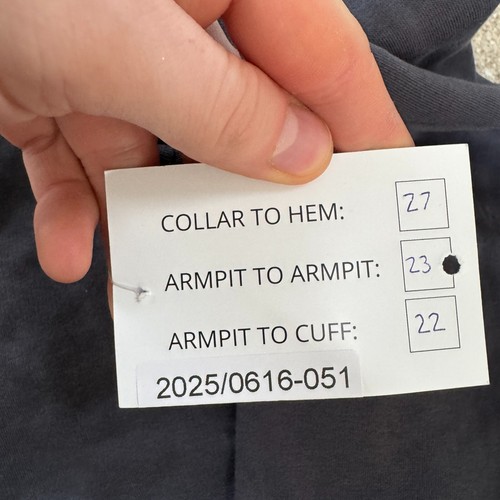 COLLAR TO HEM: 27
ARMPIT TO ARMPIT: 23
ARMPIT TO CUFF: 22
2025/0616-051